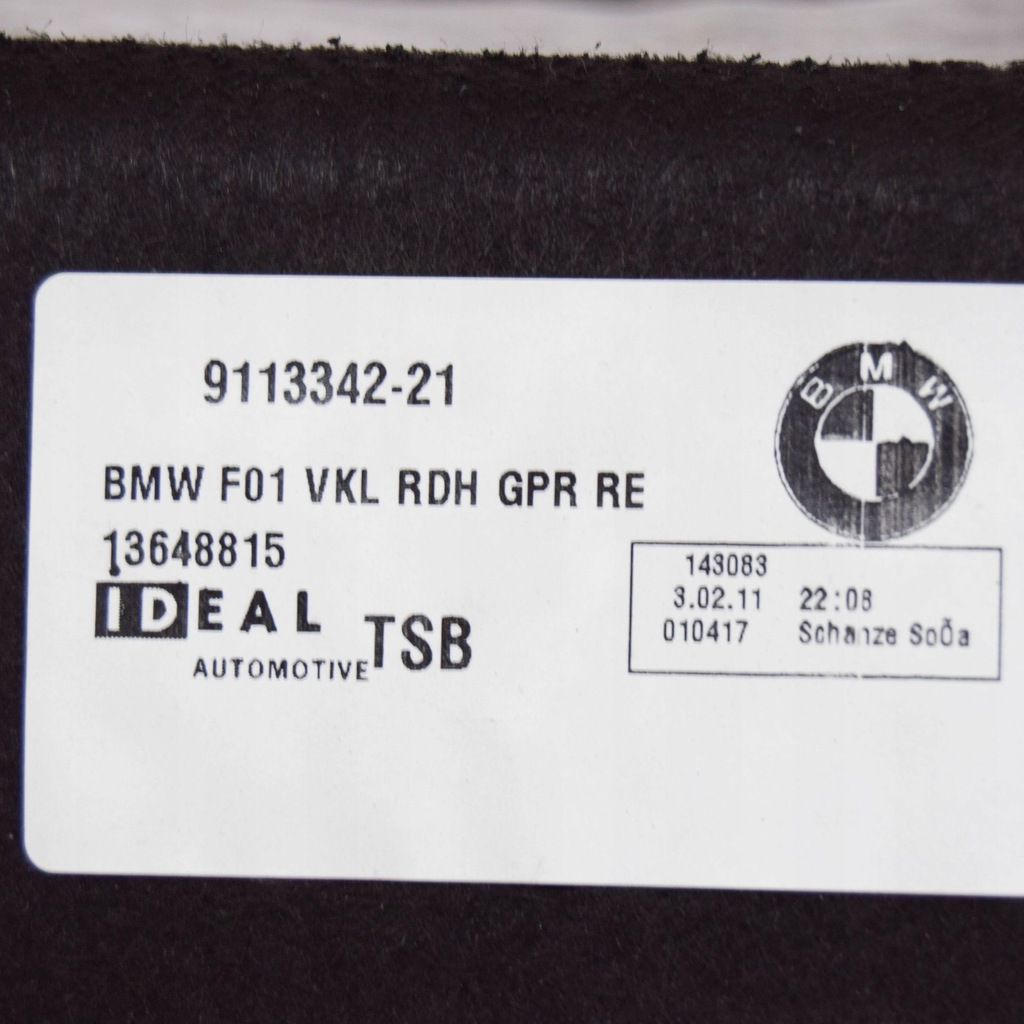 9113342-21
BMW
BMW F01 VKL RDH GPR RE
13648815
IDEAL
AUTOMOTIVE TSB
143083
3.02.11 22:08
010417 Schanze SoÐa